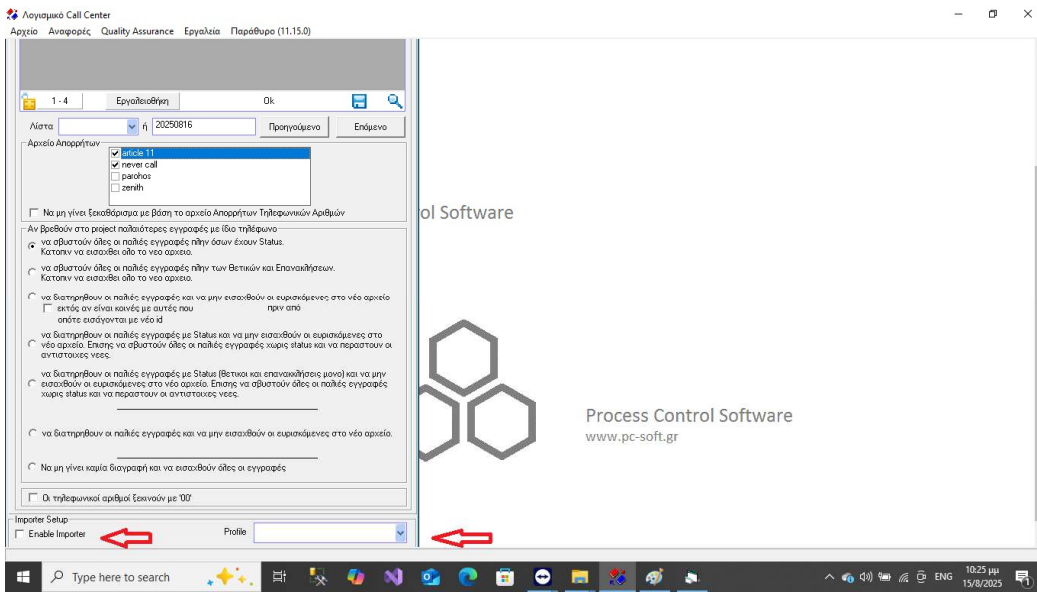 Λογισμικό Call Center
Αρχείο Αναφορές Quality Assurance Εργαλεία Παράθυρο (11.15.0)
1 - 4 Εργαλειοθήκη Ok
Λίστα ή 20250816 Προηγούμενο Επόμενο
Αρχείο Απορρήτων
article 11
never call
parohos
zenith
Να μη γίνει ξεκαθάρισμα με βάση το αρχείο Απορρήτων Τηλεφωνικών Αριθμών
Αν βρεθούν στο project παλαιότερες εγγραφές με ίδιο τηλέφωνο
να σβυστούν όλες οι παλιές εγγραφές πλην όσων έχουν Status.
Κατοπιν να εισαχθει ολο το νεο αρχειο.
να σβυστούν όλες οι παλιές εγγραφές πλην των Θετικών και Επανακλήσεων.
Κατοπιν να εισαχθει ολο το νεο αρχειο.
να διατηρηθουν οι παλιές εγγραφές και να μην εισαχθούν οι ευρισκόμενες στο νέο αρχείο
εκτός αν είναι κοινές με αυτές που πριν από
οπότε εισάγονται με νέο id
να διατηρηθουν οι παλιές εγγραφές με Status και να μην εισαχθούν οι ευρισκόμενες στο
νέο αρχείο. Επισης να σβυστούν όλες οι παλιές εγγραφές χωρις status και να περαστουν οι
αντιστοιχες νεες.
να διατηρηθουν οι παλιές εγγραφές με Status (θετικοι και επανακκλήσεις μονο) και να μην
εισαχθούν οι ευρισκόμενες στο νέο αρχείο. Επισης να σβυστούν όλες οι παλιές εγγραφές
χωρις status και να περαστουν οι αντιστοιχες νεες.
να διατηρηθουν οι παλιές εγγραφές και να μην εισαχθούν οι ευρισκόμενες στο νέο αρχείο.
Να μη γίνει καμία διαγραφή και να εισαχθούν όλες οι εγγραφές
Οι τηλεφωνικοί αριθμοί ξεκινούν με '00'
Importer Setup
Enable Importer Profile
ol Software
Process Control Software
www.pc-soft.gr
Type here to search
ENG
10:25 μμ
15/8/2025